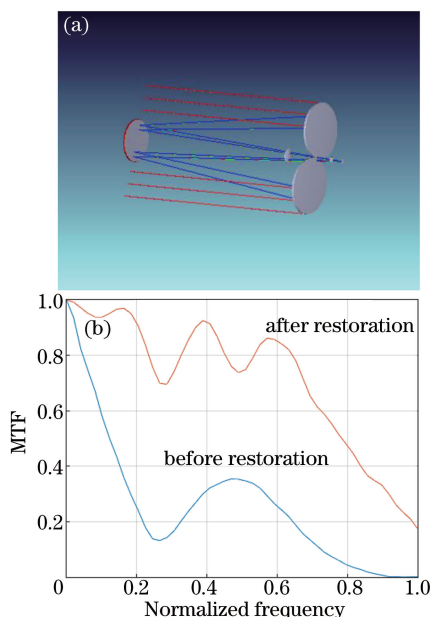 (a)
1.0
(b)
after restoration
0.8
MTF
0.6
before restoration
0.4
0.2
0
0.2
0.4
0.6
0.8
1.0
Normalized frequency